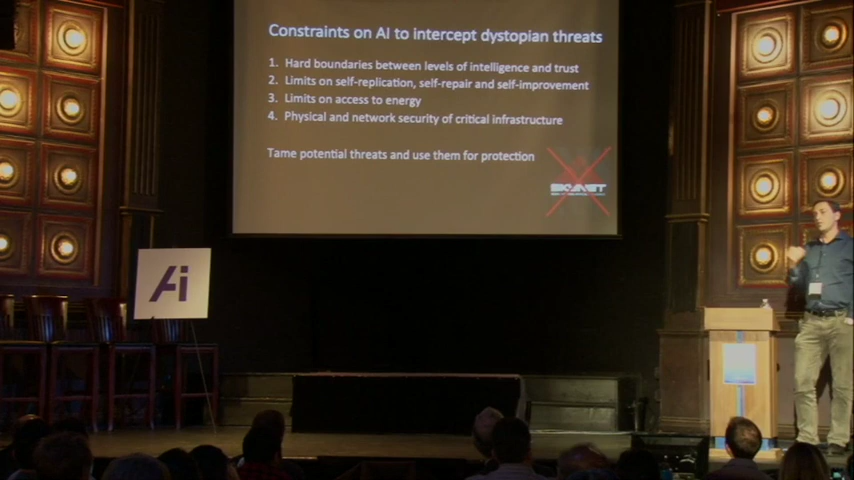 Constraints on AI to intercept dystopian threats
1. Hard boundaries between levels of intelligence and trust
2. Limits on self-replication, self-repair and self-improvement
3. Limits on access to energy
4. Physical and network security of critical infrastructure
Tame potential threats and use them for protection
SKYNET
Ai